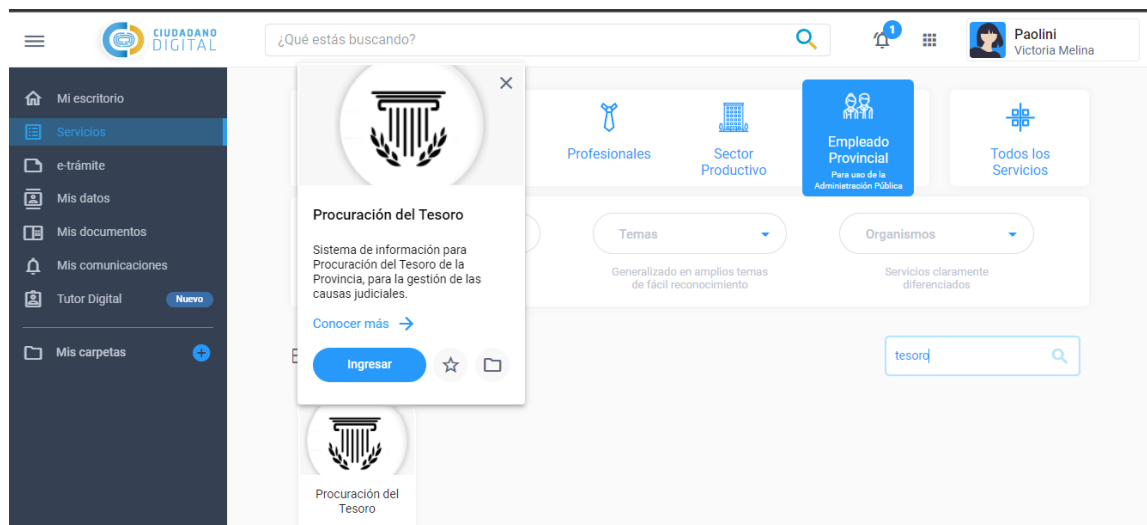 CIUDADANO
DIGITAL
¿Qué estás buscando?
1
Paolini
Victoria Melina
Mi escritorio
Servicios
e-trámite
Mis datos
Mis documentos
Mis comunicaciones
Tutor Digital
Nuevo
Mis carpetas
Profesionales
Sector
Productivo
Empleado
Provincial
Para uso de la
Administración Pública
Todos los
Servicios
Temas
Generalizado en amplios temas
de fácil reconocimiento
Organismos
Servicios claramente
diferenciados
tesoro
Procuración del Tesoro
Sistema de información para
Procuración del Tesoro de la
Provincia, para la gestión de las
causas judiciales.
Conocer más
Ingresar
Procuración del
Tesoro